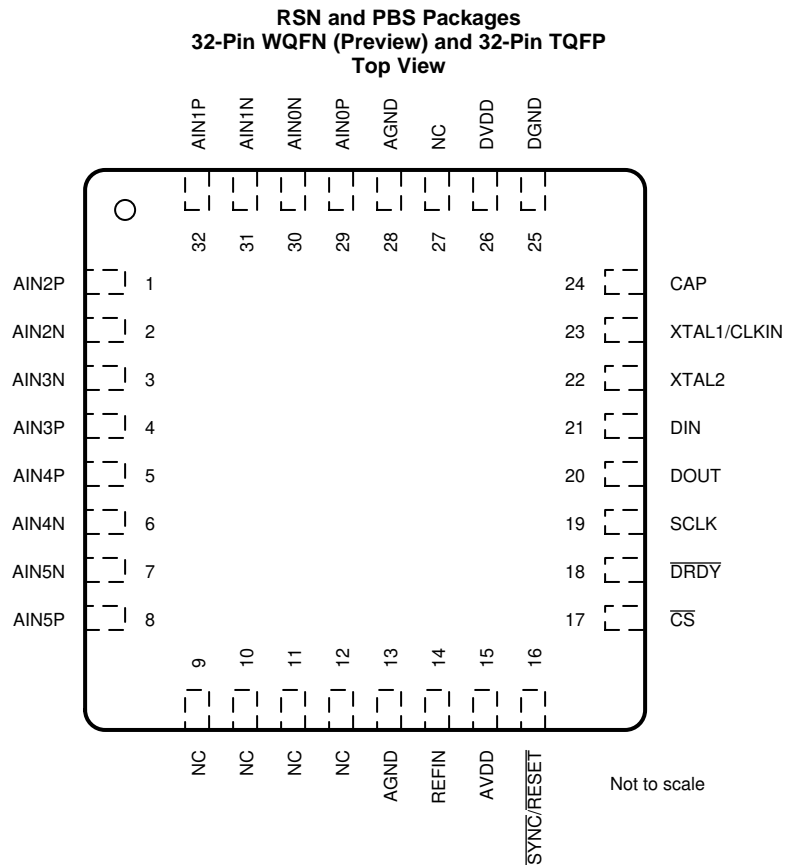 RSN and PBS Packages
32-Pin WQFN (Preview) and 32-Pin TQFP
Top View
AIN1P
AIN1N
AIN0N
AIN0P
AGND
NC
DVDD
DGND
32
31
30
29
28
27
26
25
AIN2P 1
AIN2N 2
AIN3N 3
AIN3P 4
AIN4P 5
AIN4N 6
AIN5N 7
AIN5P 8
24 CAP
23 XTAL1/CLKIN
22 XTAL2
21 DIN
20 DOUT
19 SCLK
18 DRDY
17 CS
9
10
11
12
13
14
15
16
NC
NC
NC
NC
AGND
REFIN
AVDD
SYNC/RESET
Not to scale